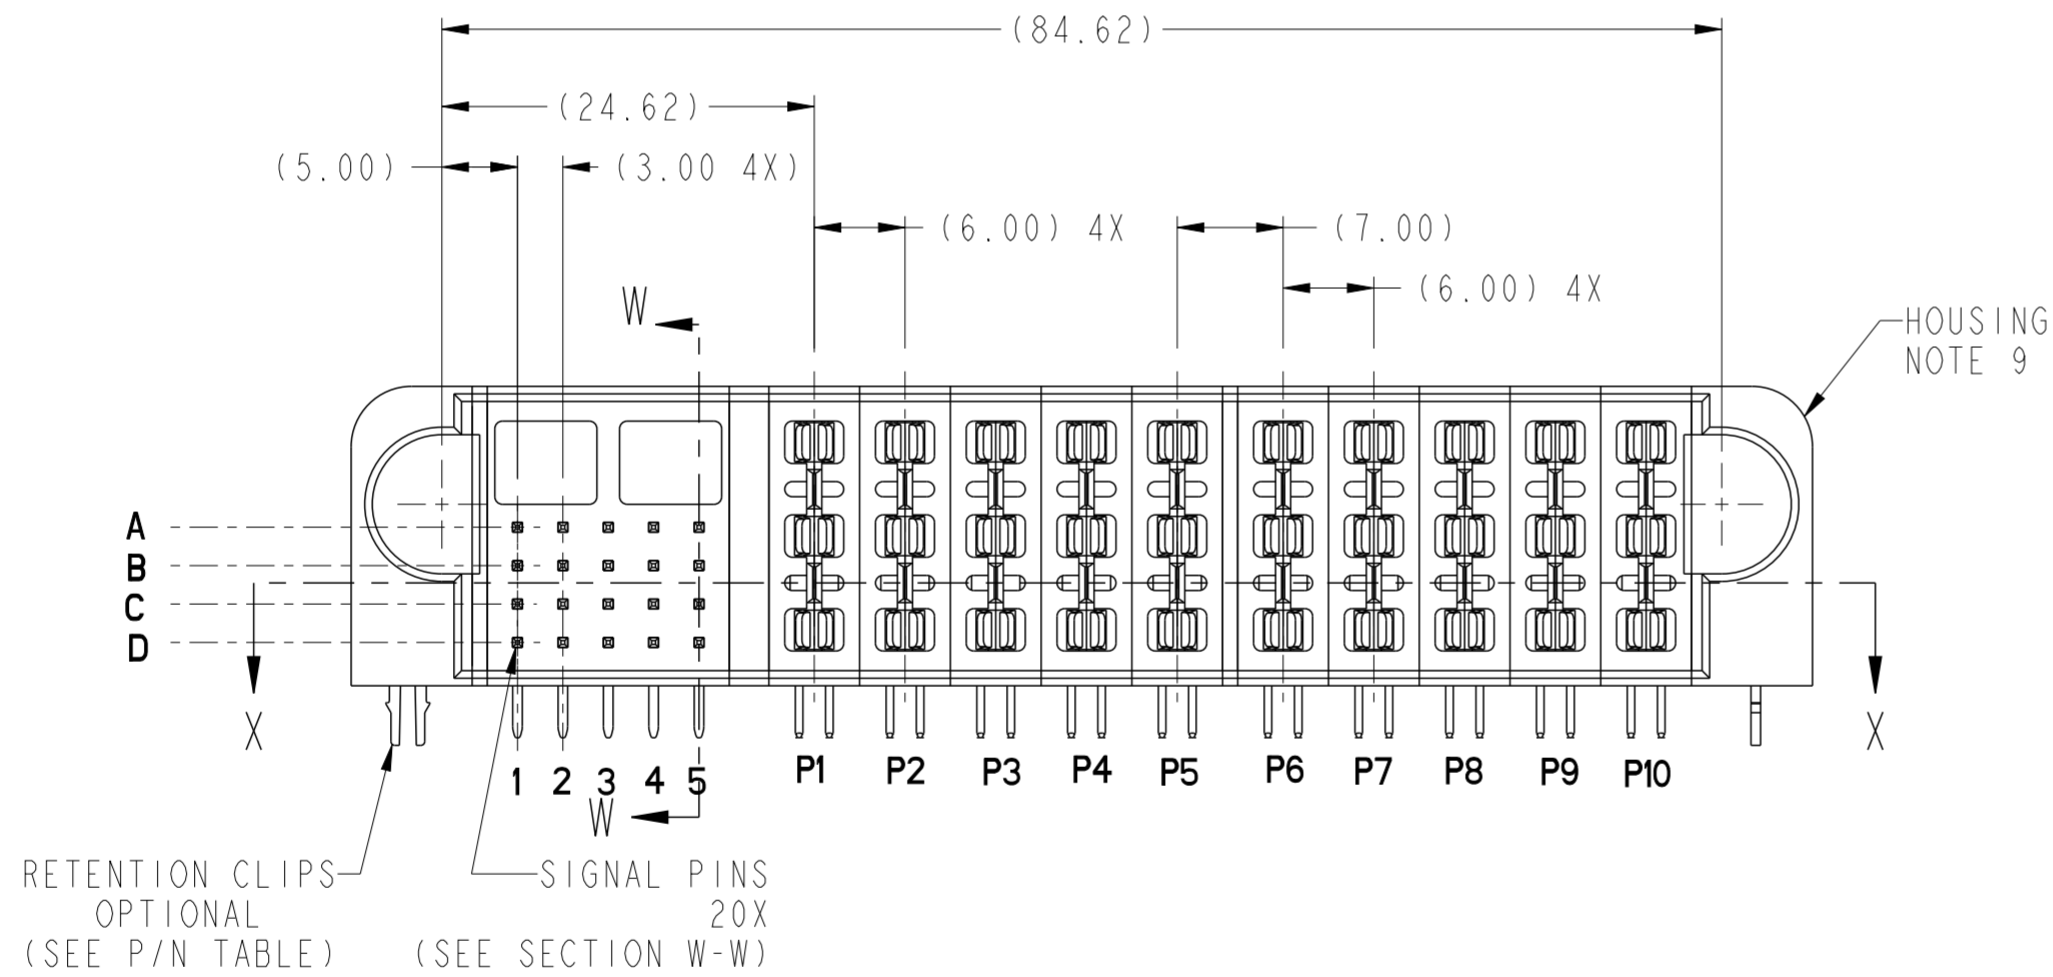 (84.62)
(24.62)
(5.00)
(3.00 4X)
(6.00) 4X
(7.00)
(6.00) 4X
W
HOUSING
NOTE 9
A
B
C
D
X
X
1 2 3 4 5
P1 P2 P3 P4 P5 P6 P7 P8 P9 P10
W
RETENTION CLIPS
OPTIONAL
(SEE P/N TABLE)
SIGNAL PINS
20X
(SEE SECTION W-W)